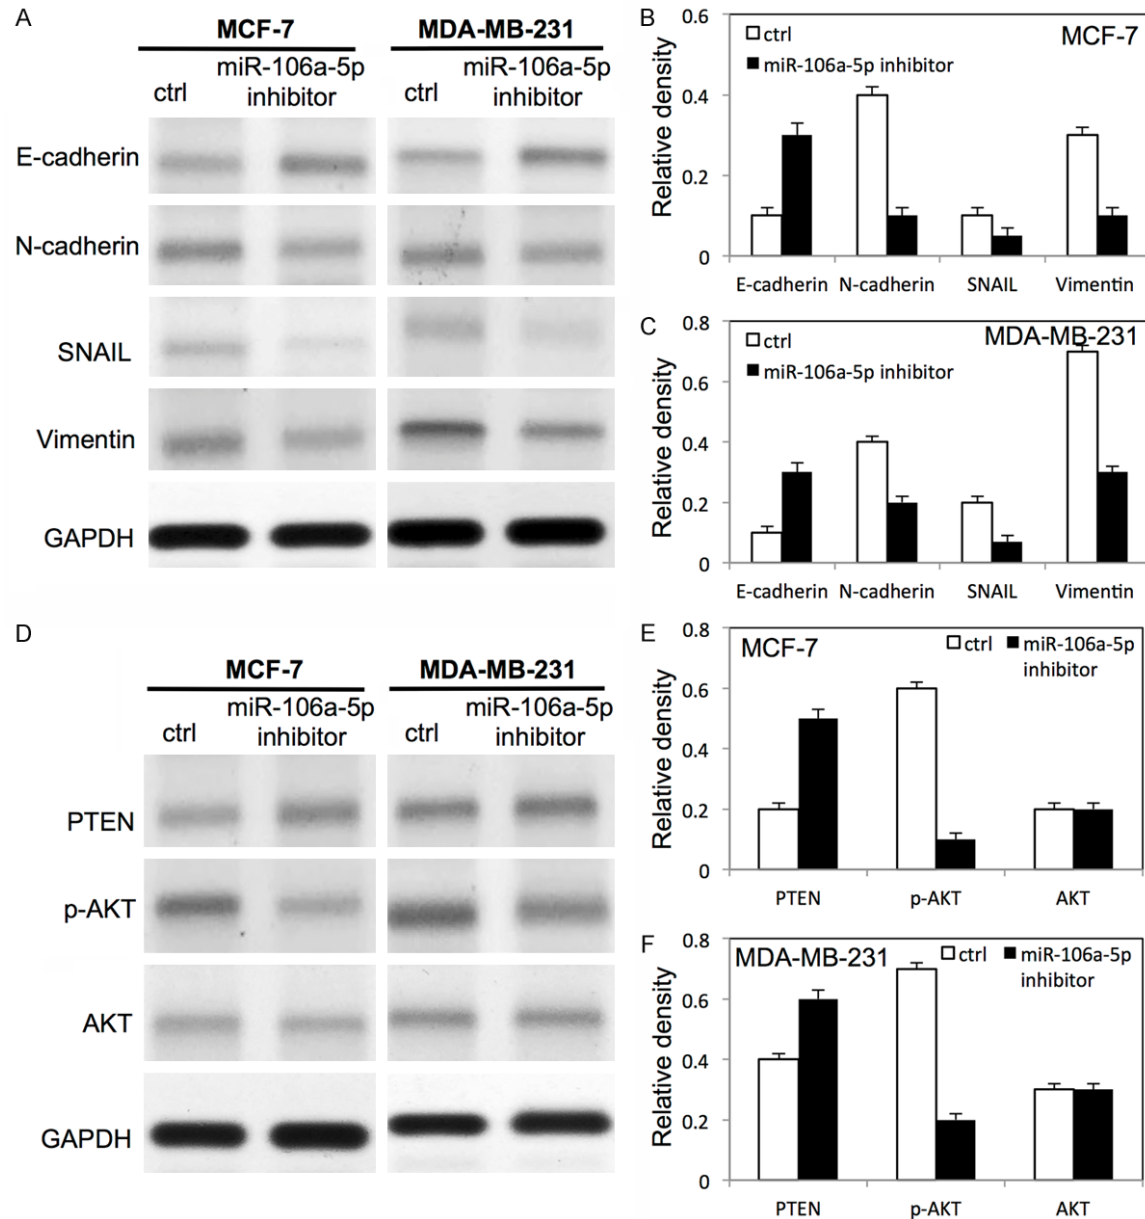 A
MCF-7
MDA-MB-231
ctrl
miR-106a-5p
inhibitor
ctrl
miR-106a-5p
inhibitor
E-cadherin
N-cadherin
SNAIL
Vimentin
GAPDH
B
MCF-7
ctrl
miR-106a-5p inhibitor
Relative density
0.6
0.4
0.2
0
E-cadherin N-cadherin SNAIL Vimentin
C
MDA-MB-231
ctrl
miR-106a-5p inhibitor
Relative density
0.8
0.6
0.4
0.2
0
E-cadherin N-cadherin SNAIL Vimentin
D
MCF-7
MDA-MB-231
ctrl
miR-106a-5p
inhibitor
ctrl
miR-106a-5p
inhibitor
PTEN
p-AKT
AKT
GAPDH
E
MCF-7
ctrl
miR-106a-5p
inhibitor
Relative density
0.8
0.6
0.4
0.2
0
PTEN p-AKT AKT
F
MDA-MB-231
ctrl
miR-106a-5p
inhibitor
Relative density
0.8
0.6
0.4
0.2
0
PTEN p-AKT AKT